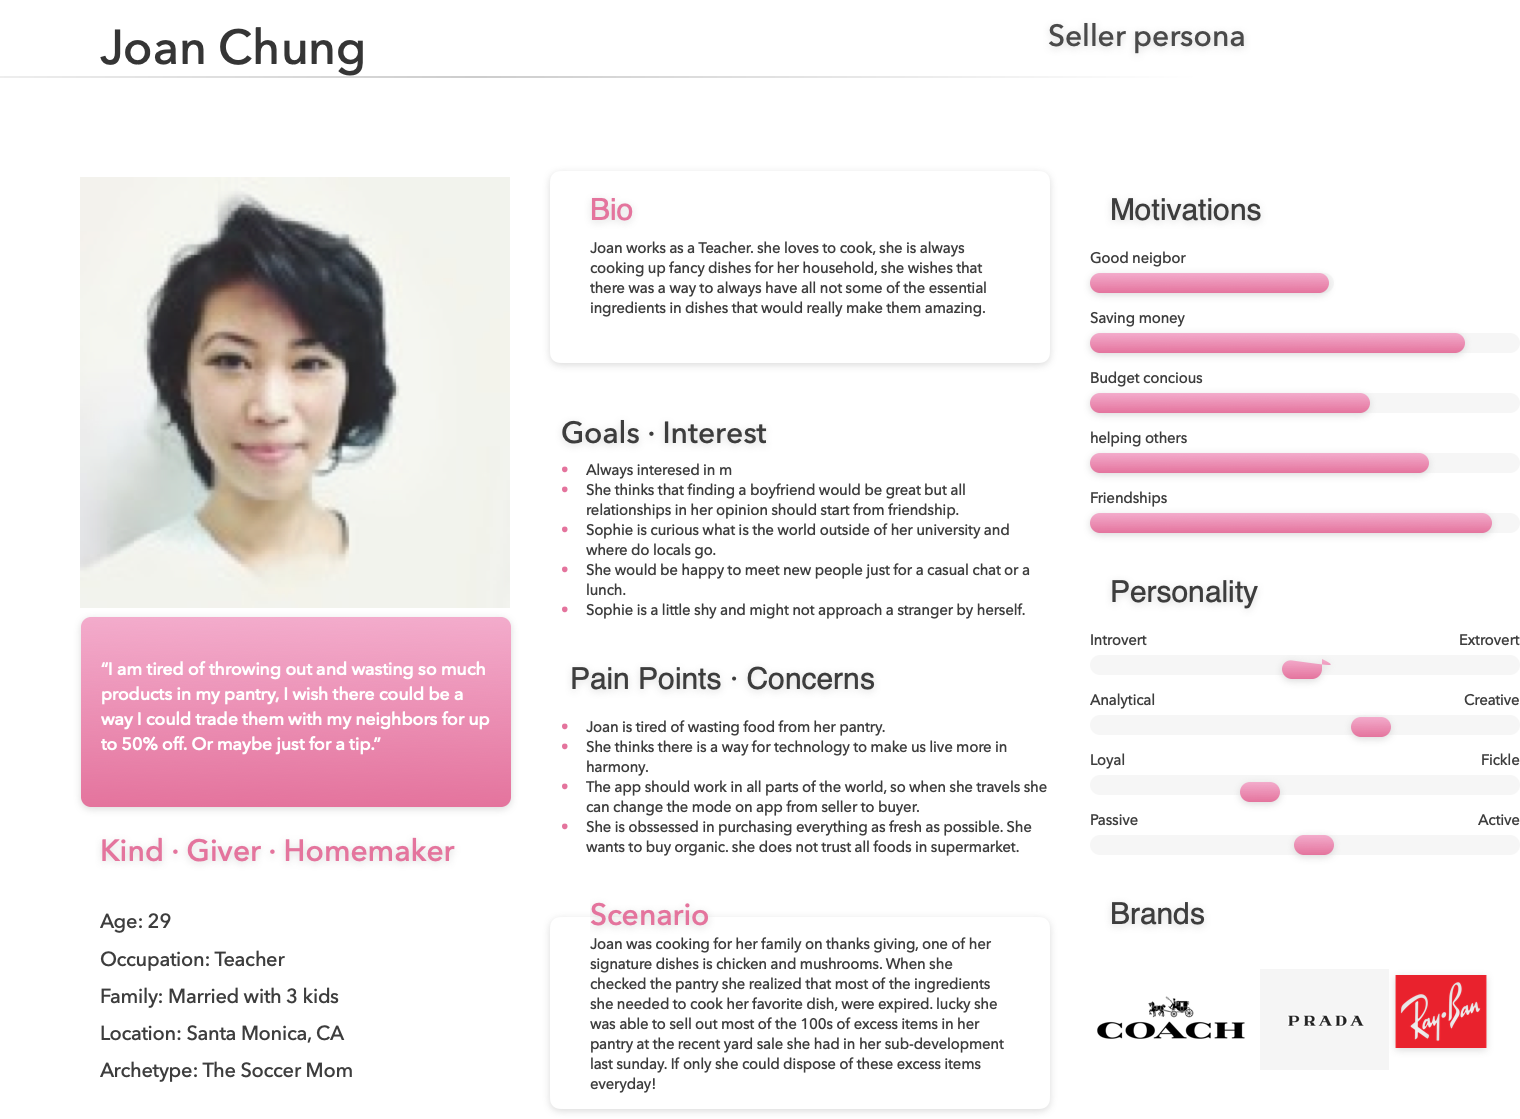 Joan Chung
Seller persona
“I am tired of throwing out and wasting so much
products in my pantry, I wish there could be a
way I could trade them with my neighbors for up
to 50% off. Or maybe just for a tip.”
Kind · Giver · Homemaker
Age: 29
Occupation: Teacher
Family: Married with 3 kids
Location: Santa Monica, CA
Archetype: The Soccer Mom
Bio
Joan works as a Teacher. she loves to cook, she is always
cooking up fancy dishes for her household, she wishes that
there was a way to always have all not some of the essential
ingredients in dishes that would really make them amazing.
Goals · Interest
• Always interesed in m
• She thinks that finding a boyfriend would be great but all
relationships in her opinion should start from friendship.
• Sophie is curious what is the world outside of her university and
where do locals go.
• She would be happy to meet new people just for a casual chat or a
lunch.
• Sophie is a little shy and might not approach a stranger by herself.
Pain Points · Concerns
• Joan is tired of wasting food from her pantry.
• She thinks there is a way for technology to make us live more in
harmony.
• The app should work in all parts of the world, so when she travels she
can change the mode on app from seller to buyer.
• She is obssessed in purchasing everything as fresh as possible. She
wants to buy organic. she does not trust all foods in supermarket.
Scenario
Joan was cooking for her family on thanks giving, one of her
signature dishes is chicken and mushrooms. When she
checked the pantry she realized that most of the ingredients
she needed to cook her favorite dish, were expired. lucky she
was able to sell out most of the 100s of excess items in her
pantry at the recent yard sale she had in her sub-development
last sunday. If only she could dispose of these excess items
everyday!
Motivations
Good neigbor
Saving money
Budget concious
helping others
Friendships
Personality
Introvert Extrovert
Analytical Creative
Loyal Fickle
Passive Active
Brands
COACH
PRADA
Ray-Ban